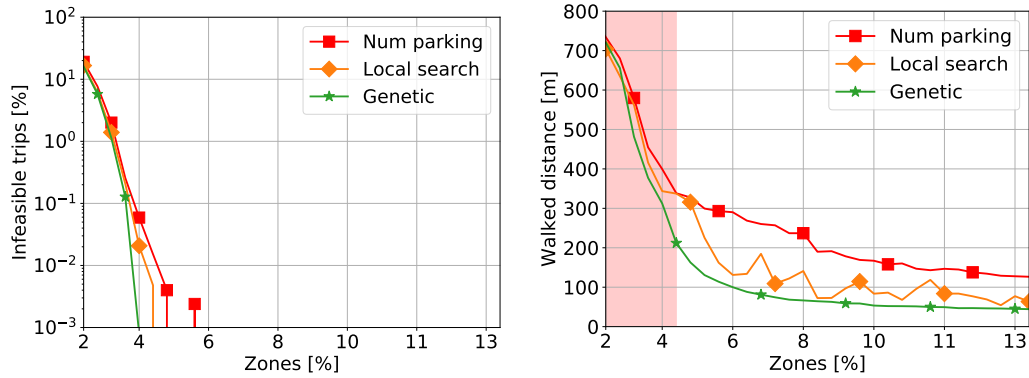 10^2
10^1
10^0
10^-1
10^-2
10^-3
Infeasible trips [%]
Num parking
Local search
Genetic
2 4 6 8 10 11 13
Zones [%]
800
700
600
500
400
300
200
100
0
Walked distance [m]
Num parking
Local search
Genetic
2 4 6 8 10 11 13
Zones [%]